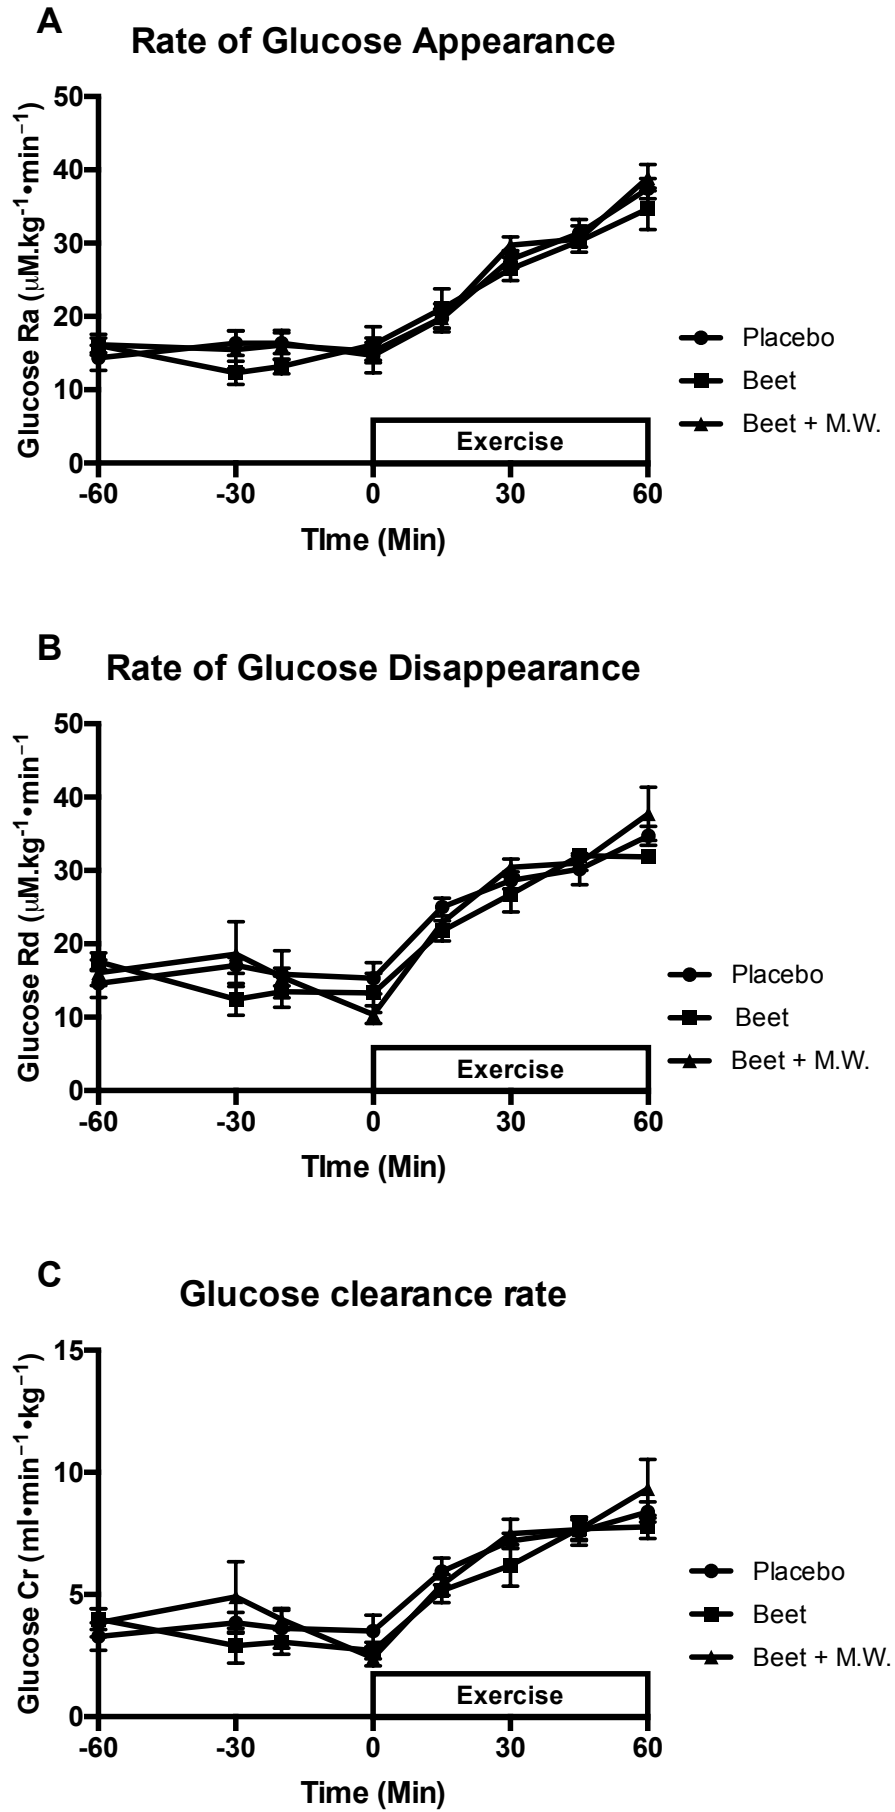 A
Rate of Glucose Appearance
Glucose Ra (μM.kg⁻¹•min⁻¹)
50
40
30
20
10
0
-60
-30
0
30
60
Exercise
TIme (Min)
Placebo
Beet
Beet + M.W.
B
Rate of Glucose Disappearance
Glucose Rd (μM.kg⁻¹•min⁻¹
50
40
30
20
10
0
-60
-30
0
30
60
Exercise
TIme (Min)
Placebo
Beet
Beet + M.W.
C
Glucose clearance rate
Glucose Cr (ml•min⁻¹•kg⁻¹)
15
10
5
0
-60
-30
0
30
60
Exercise
Time (Min)
Placebo
Beet
Beet + M.W.